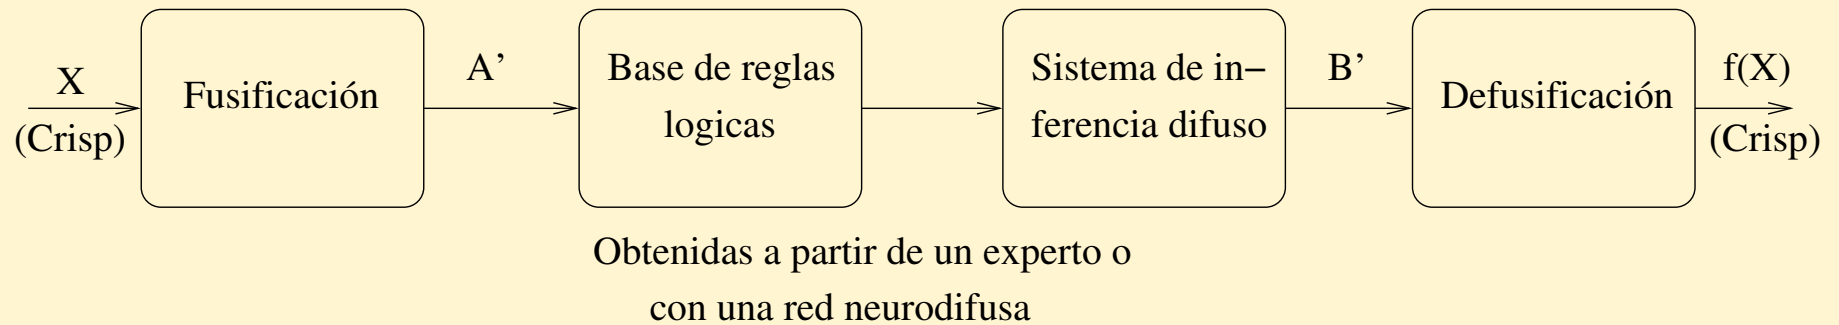 X
(Crisp)
Fusificación
A’
Base de reglas
logicas
Sistema de in–
ferencia difuso
B’
Defusificación
f(X)
(Crisp)
Obtenidas a partir de un experto o
con una red neurodifusa